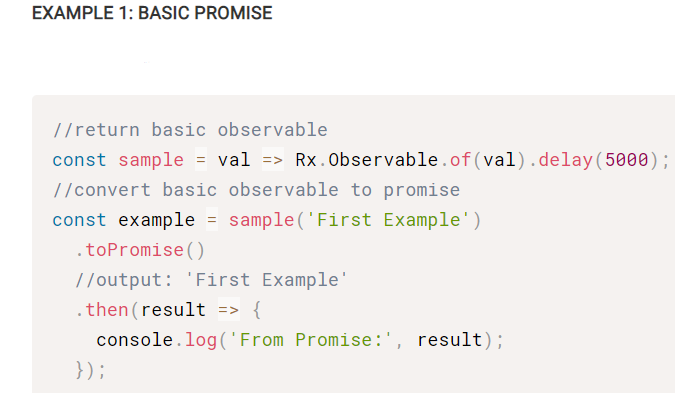 EXAMPLE 1: BASIC PROMISE
//return basic observable
const sample = val => Rx.Observable.of(val).delay(5000);
//convert basic observable to promise
const example = sample('First Example')
  .toPromise()
  //output: 'First Example'
  .then(result => {
    console.log('From Promise:', result);
  });